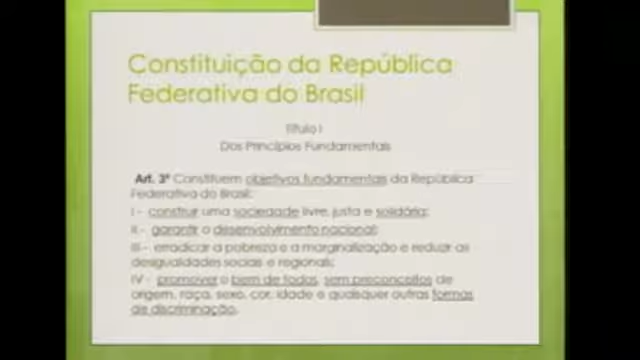 Constituição da República
Federativa do Brasil
Título I
Dos Princípios Fundamentais
Art. 3º Constituem objetivos fundamentais da República
Federativa do Brasil:
I - construir uma sociedade livre, justa e solidária;
II - garantir o desenvolvimento nacional;
III - erradicar a pobreza e a marginalização e reduzir as
desigualdades sociais e regionais;
IV - promover o bem de todos, sem preconceitos de
origem, raça, sexo, cor, idade e quaisquer outras formas
de discriminação.